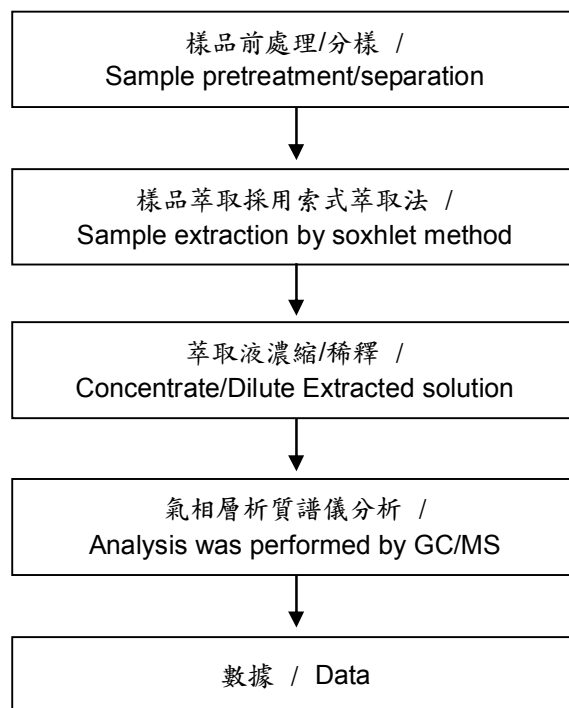 樣品前處理/分樣 /
Sample pretreatment/separation
樣品萃取採用索式萃取法 /
Sample extraction by soxhlet method
萃取液濃縮/稀釋 /
Concentrate/Dilute Extracted solution
氣相層析質譜儀分析 /
Analysis was performed by GC/MS
數據 / Data